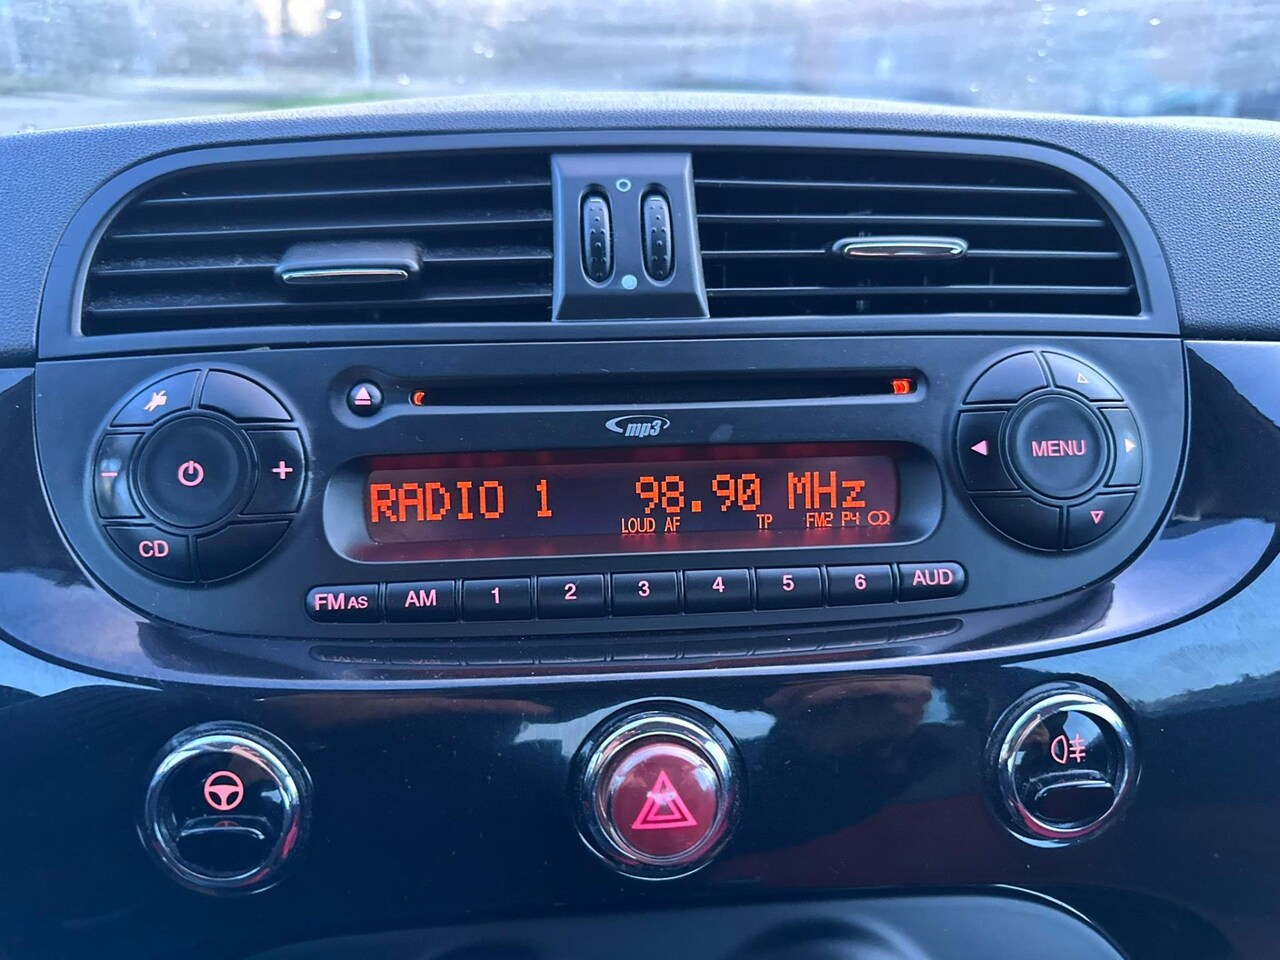 mp3
MENU
RADIO 1 98.90 MHz
LOUD AF TP FM2 P4
CD
FM AS AM 1 2 3 4 5 6 AUD